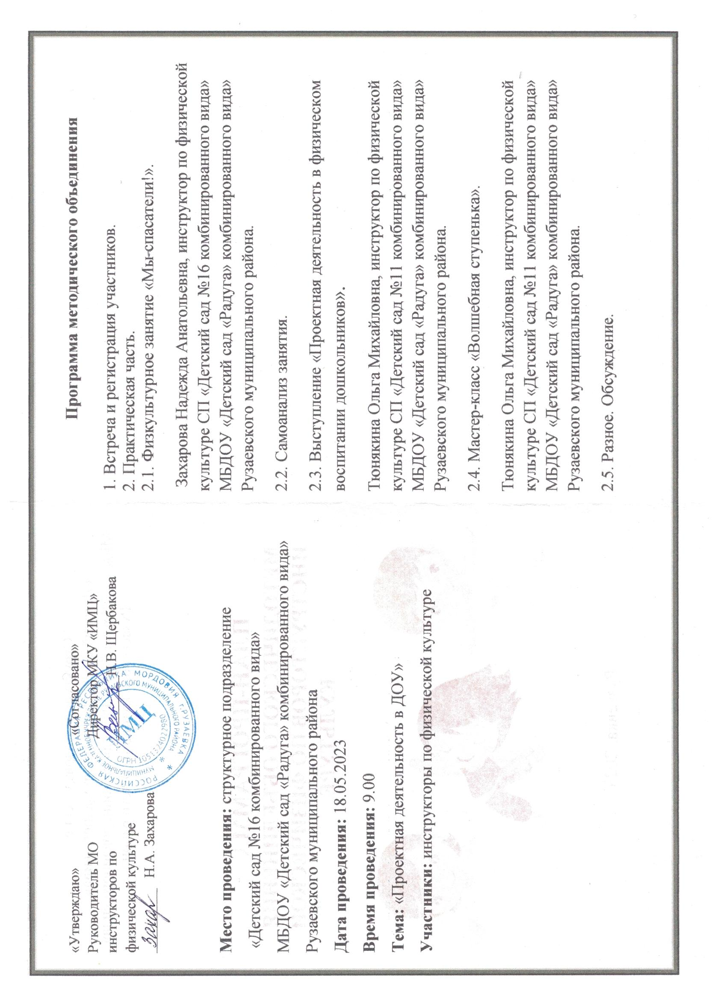 «Утверждаю»
Руководитель МО
инструкторов по
физической культуре
Н.А. Захарова
«Согласовано»
Директор МКУ «ИМЦ»
Н.В. Щербакова
РОССИЙСКАЯ ФЕДЕРАЦИЯ РЕСПУБЛИКА МОРДОВИЯ г.РУЗАЕВКА
МУНИЦИПАЛЬНОЕ КАЗЕННОЕ УЧРЕЖДЕНИЕ РУЗАЕВСКОГО МУНИЦИПАЛЬНОГО РАЙОНА
ИМЦ
ОГРН 1051324022980
Место проведения: структурное подразделение
«Детский сад №16 комбинированного вида»
МБДОУ «Детский сад «Радуга» комбинированного вида»
Рузаевского муниципального района
Дата проведения: 18.05.2023
Время проведения: 9.00
Тема: «Проектная деятельность в ДОУ»
Участники: инструкторы по физической культуре
Программа методического объединения
1. Встреча и регистрация участников.
2. Практическая часть.
2.1. Физкультурное занятие «Мы-спасатели!».
Захарова Надежда Анатольевна, инструктор по физической
культуре СП «Детский сад №16 комбинированного вида»
МБДОУ «Детский сад «Радуга» комбинированного вида»
Рузаевского муниципального района.
2.2. Самоанализ занятия.
2.3. Выступление «Проектная деятельность в физическом
воспитании дошкольников».
Тюнякина Ольга Михайловна, инструктор по физической
культуре СП «Детский сад №11 комбинированного вида»
МБДОУ «Детский сад «Радуга» комбинированного вида»
Рузаевского муниципального района.
2.4. Мастер-класс «Волшебная ступенька».
Тюнякина Ольга Михайловна, инструктор по физической
культуре СП «Детский сад №11 комбинированного вида»
МБДОУ «Детский сад «Радуга» комбинированного вида»
Рузаевского муниципального района.
2.5. Разное. Обсуждение.